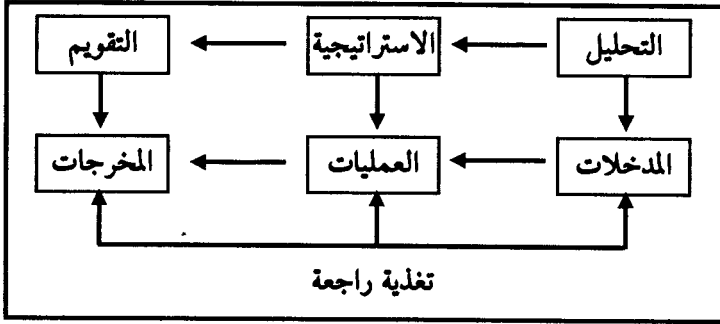 التحليل
الاستراتيجية
التقويم
المدخلات
العمليات
المخرجات
تغذية راجعة